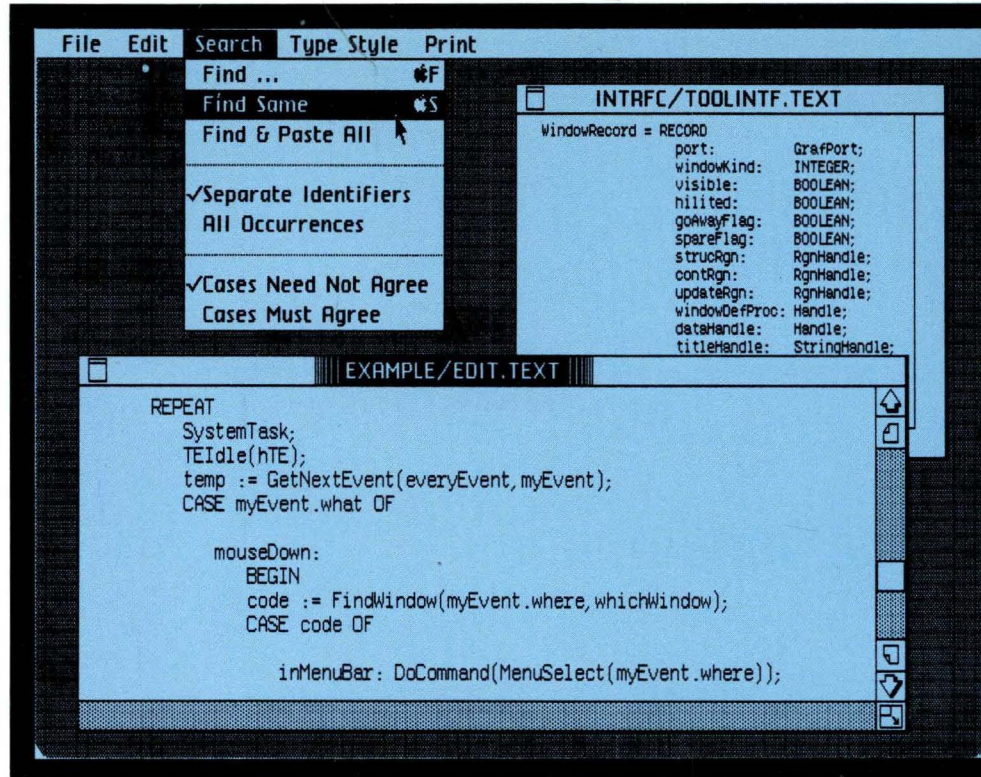 File Edit Search Type Style Print
Find ... F
Find Same S
Find & Paste All
✓Separate Identifiers
All Occurrences
✓Cases Need Not Agree
Cases Must Agree
INTRFC/TOOLINTF.TEXT
WindowRecord = RECORD
port: GrafPort;
windowKind: INTEGER;
visible: BOOLEAN;
hilited: BOOLEAN;
goAwayFlag: BOOLEAN;
spareFlag: BOOLEAN;
strucRgn: RgnHandle;
contRgn: RgnHandle;
updateRgn: RgnHandle;
windowDefProc: Handle;
dataHandle: Handle;
titleHandle: StringHandle;
EXAMPLE/EDIT.TEXT
REPEAT
SystemTask;
TEIdle(hTE);
temp := GetNextEvent(everyEvent,myEvent);
CASE myEvent.what OF
mouseDown:
BEGIN
code := FindWindow(myEvent.where,whichWindow);
CASE code OF
inMenuBar: DoCommand(MenuSelect(myEvent.where));